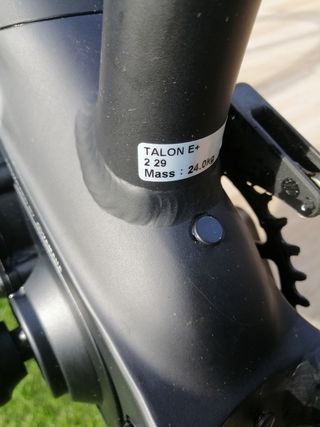 TALON E+
2 29
Mass : 24.0kg